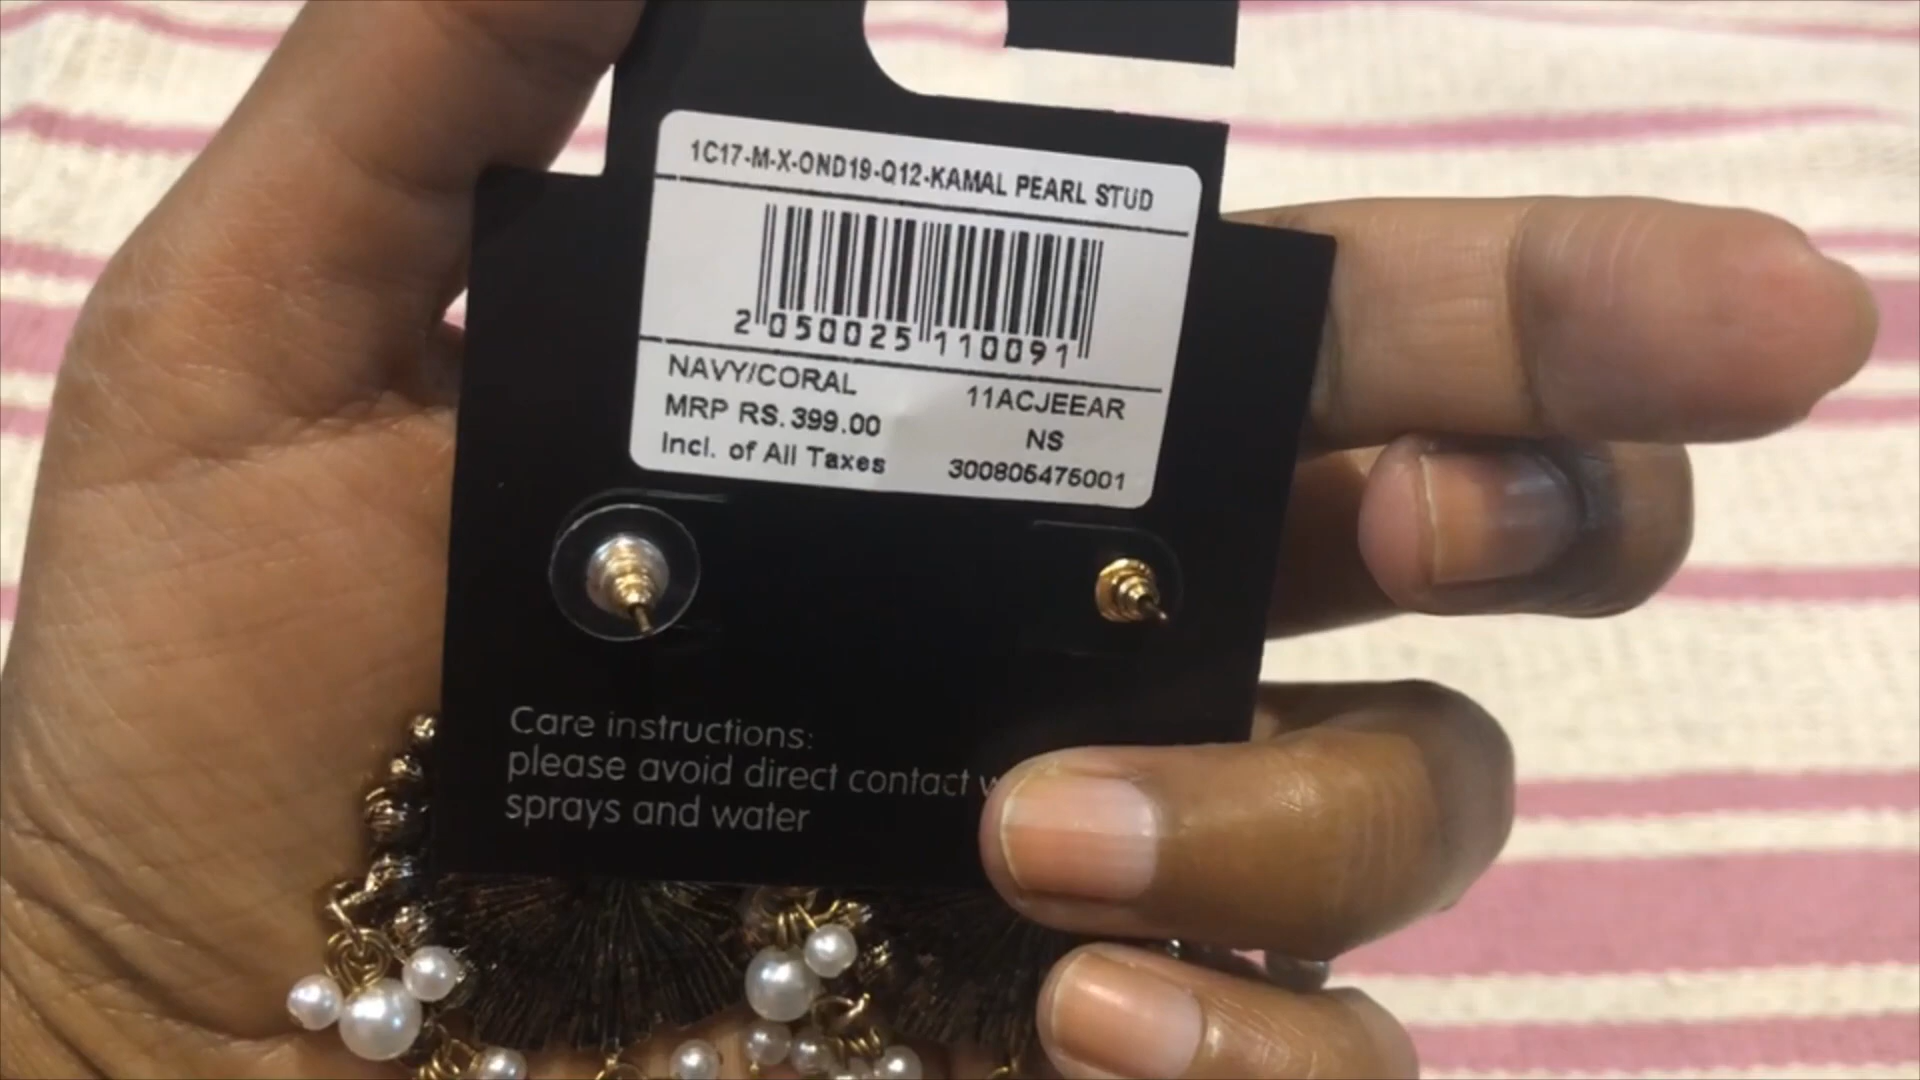 1C17-M-X-OND19-Q12-KAMAL PEARL STUD
2 050025 110091
NAVY/CORAL 11ACJEEAR
MRP RS. 399.00 NS
Incl. of All Taxes 300805475001
Care instructions:
please avoid direct contact
sprays and water